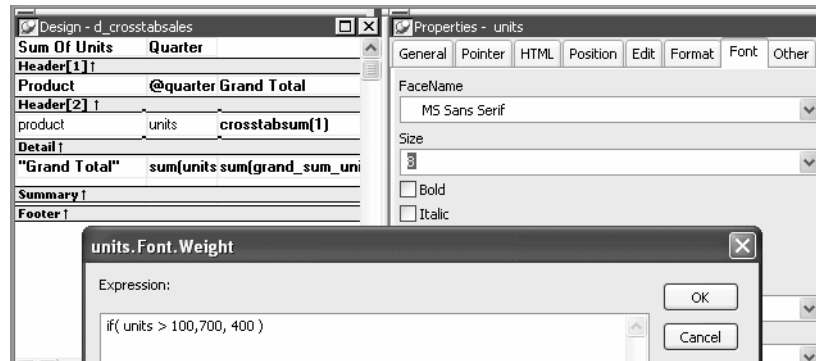 Design - d_crosstabsales
Sum Of Units Quarter
Header[1]↑
Product @quarter Grand Total
Header[2] ↑
product units crosstabsum(1)
Detail↑
"Grand Total" sum(units sum(grand_sum_uni
Summary↑
Footer↑
Properties - units
General Pointer HTML Position Edit Format Font Other
FaceName
MS Sans Serif
Size
8
Bold
Italic
units.Font.Weight
Expression:
if( units > 100,700, 400 )
OK
Cancel